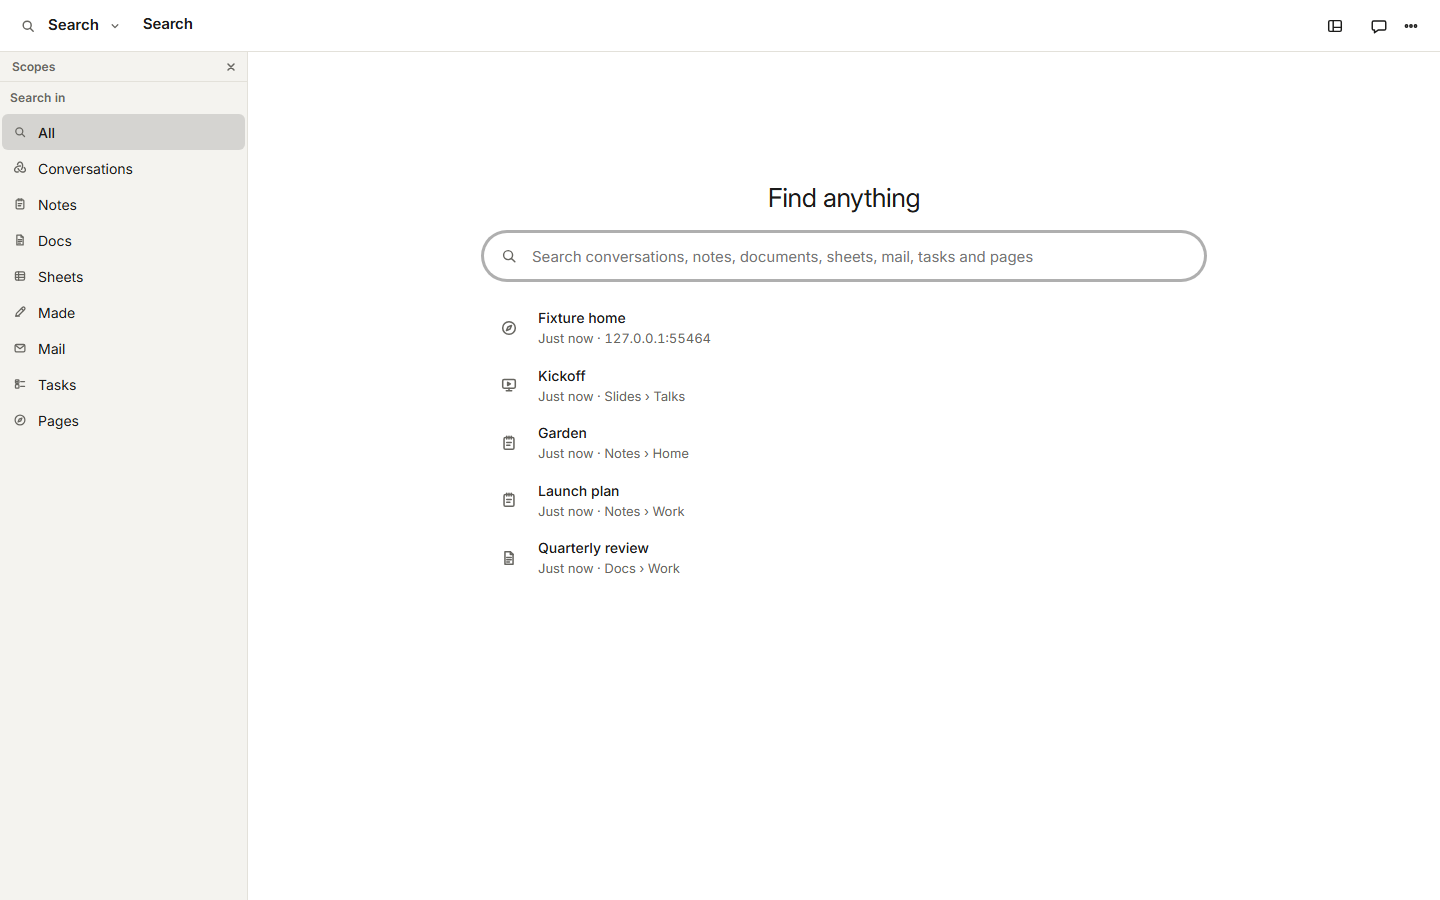 Search
Search
Scopes
Search in
All
Conversations
Notes
Docs
Sheets
Made
Mail
Tasks
Pages
Find anything
Search conversations, notes, documents, sheets, mail, tasks and pages
Fixture home
Just now · 127.0.0.1:55464
Kickoff
Just now · Slides › Talks
Garden
Just now · Notes › Home
Launch plan
Just now · Notes › Work
Quarterly review
Just now · Docs › Work